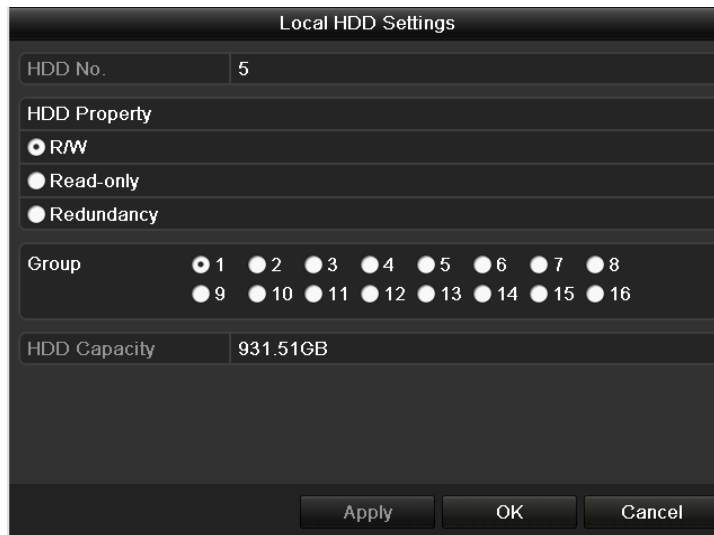 Local HDD Settings
HDD No. 5
HDD Property
R/W
Read-only
Redundancy
Group 1 2 3 4 5 6 7 8
9 10 11 12 13 14 15 16
HDD Capacity 931.51GB
Apply OK Cancel